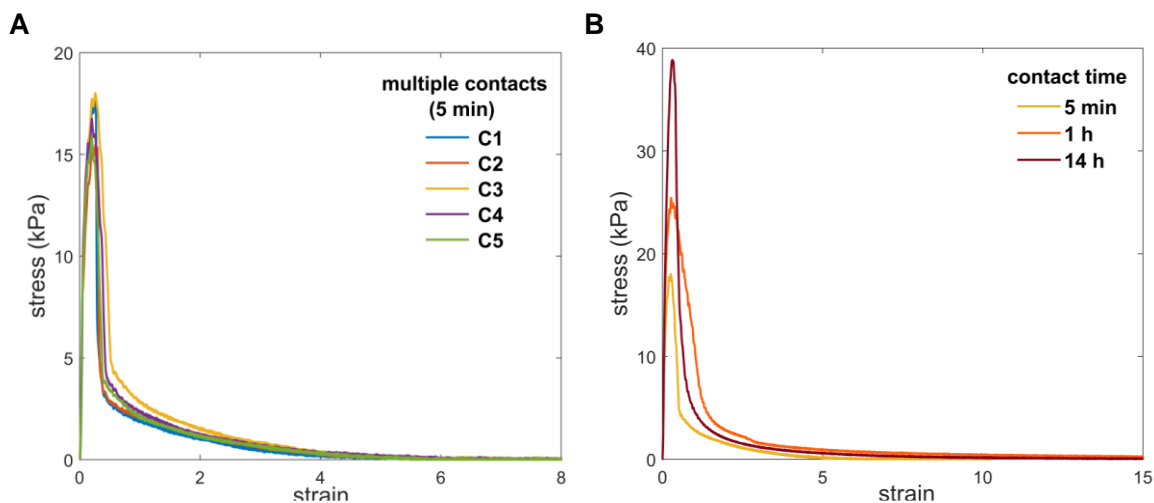 A
20
15
10
5
0
stress (kPa)
0
2
4
6
8
strain
multiple contacts
(5 min)
C1
C2
C3
C4
C5
B
40
30
20
10
0
stress (kPa)
0
5
10
15
strain
contact time
5 min
1 h
14 h